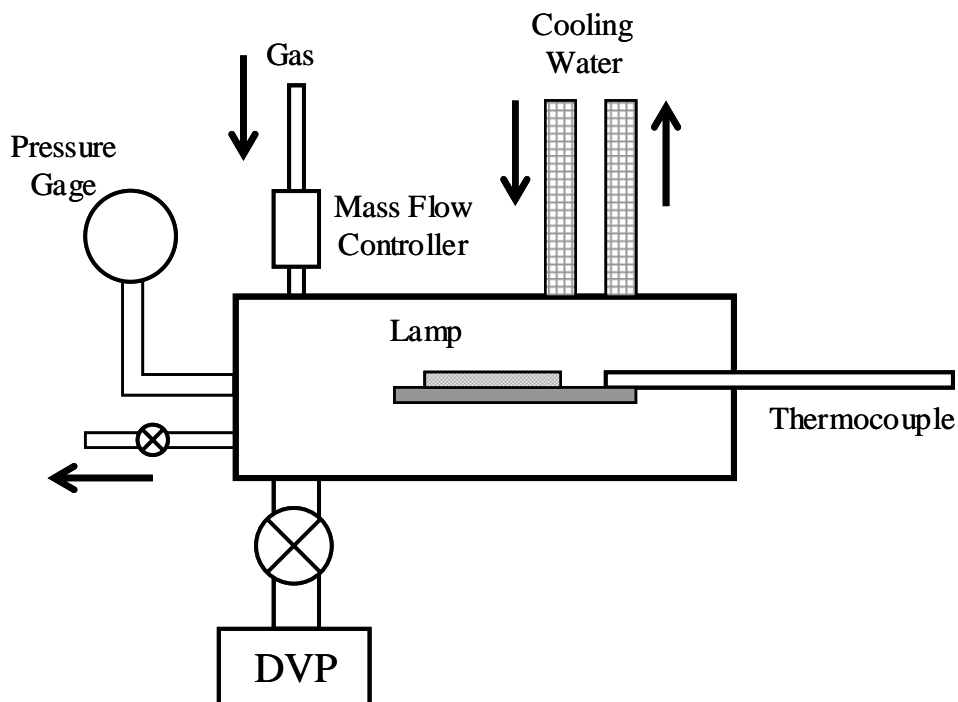 Cooling
Water
Gas
Pressure
Gage
Mass Flow
Controller
Lamp
Thermocouple
DVP